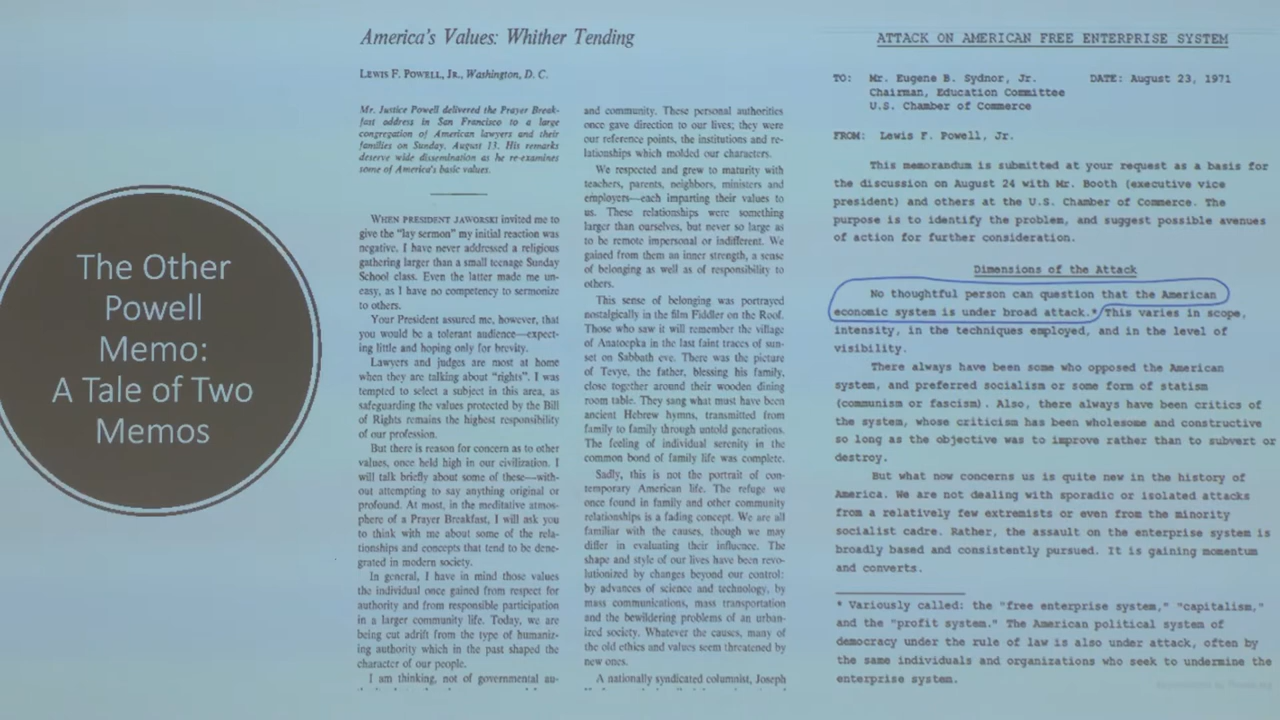 The Other
Powell
Memo:
A Tale of Two
Memos
America's Values: Whither Tending
LEWIS F. POWELL, JR., Washington, D. C.
Mr. Justice Powell delivered the Prayer Break-
fast address in San Francisco to a large
congregation of American lawyers and their
families on Sunday, August 13. His remarks
deserve wide dissemination as he re-examines
some of America's basic values.
WHEN PRESIDENT JAWORSKI invited me to
give the "lay sermon" my initial reaction was
negative. I have never addressed a religious
gathering larger than a small teenage Sunday
School class. Even the latter made me un-
easy, as I have no competency to sermonize
to others.
Your President assured me, however, that
you would be a tolerant audience—expect-
ing little and hoping only for brevity.
Lawyers and judges are most at home
when they are talking about "rights". I was
tempted to select a subject in this area, as
safeguarding the values protected by the Bill
of Rights remains the highest responsibility
of our profession.
But there is reason for concern as to other
values, once held high in our civilization. I
will talk briefly about some of these—with-
out attempting to say anything original or
profound. At most, in the meditative atmos-
phere of a Prayer Breakfast, I will ask you
to think with me about some of the rela-
tionships and concepts that tend to be dene-
grated in modern society.
In general, I have in mind those values
the individual once gained from respect for
authority and from responsible participation
in a larger community life. Today, we are
being cut adrift from the type of humaniz-
ing authority which in the past shaped the
character of our people.
I am thinking, not of governmental au-
and community. These personal authorities
once gave direction to our lives; they were
our reference points, the institutions and re-
lationships which molded our characters.
We respected and grew to maturity with
teachers, parents, neighbors, ministers and
employers—each imparting their values to
us. These relationships were something
larger than ourselves, but never so large as
to be remote impersonal or indifferent. We
gained from them an inner strength, a sense
of belonging as well as of responsibility to
others.
This sense of belonging was portrayed
nostalgically in the film Fiddler on the Roof.
Those who saw it will remember the village
of Anatoepka in the last faint traces of sun-
set on Sabbath eve. There was the picture
of Tevye, the father, blessing his family,
close together around their wooden dining
room table. They sang what must have been
ancient Hebrew hymns, transmitted from
family to family through untold generations.
The feeling of individual serenity in the
common bond of family life was complete.
Sadly, this is not the portrait of con-
temporary American life. The refuge we
once found in family and other community
relationships is a fading concept. We are all
familiar with the causes, though we may
differ in evaluating their influence. The
shape and style of our lives have been revo-
lutionized by changes beyond our control:
by advances of science and technology, by
mass communications, mass transportation
and the bewildering problems of an urban-
ized society. Whatever the causes, many of
the old ethics and values seem threatened by
new ones.
A nationally syndicated columnist, Joseph
ATTACK ON AMERICAN FREE ENTERPRISE SYSTEM
TO: Mr. Eugene B. Sydnor, Jr. DATE: August 23, 1971
Chairman, Education Committee
U.S. Chamber of Commerce
FROM: Lewis F. Powell, Jr.
This memorandum is submitted at your request as a basis for
the discussion on August 24 with Mr. Booth (executive vice
president) and others at the U.S. Chamber of Commerce. The
purpose is to identify the problem, and suggest possible avenues
of action for further consideration.
Dimensions of the Attack
No thoughtful person can question that the American
economic system is under broad attack.* This varies in scope,
intensity, in the techniques employed, and in the level of
visibility.
There always have been some who opposed the American
system, and preferred socialism or some form of statism
(communism or fascism). Also, there always have been critics of
the system, whose criticism has been wholesome and constructive
so long as the objective was to improve rather than to subvert or
destroy.
But what now concerns us is quite new in the history of
America. We are not dealing with sporadic or isolated attacks
from a relatively few extremists or even from the minority
socialist cadre. Rather, the assault on the enterprise system is
broadly based and consistently pursued. It is gaining momentum
and converts.
* Variously called: the "free enterprise system," "capitalism,"
and the "profit system." The American political system of
democracy under the rule of law is also under attack, often by
the same individuals and organizations who seek to undermine the
enterprise system.